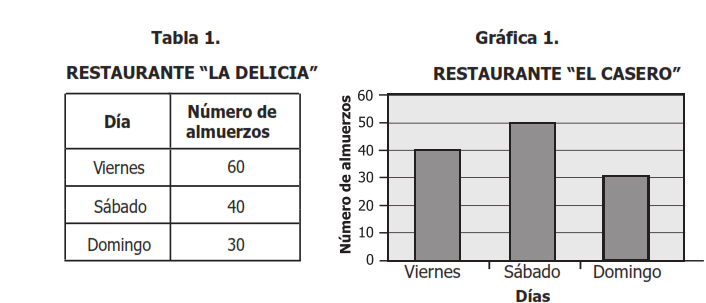 Tabla 1.
RESTAURANTE “LA DELICIA”
Día Número de almuerzos
Viernes 60
Sábado 40
Domingo 30
Gráfica 1.
RESTAURANTE “EL CASERO”
Número de almuerzos
60
50
40
30
20
10
0
Viernes Sábado Domingo
Días